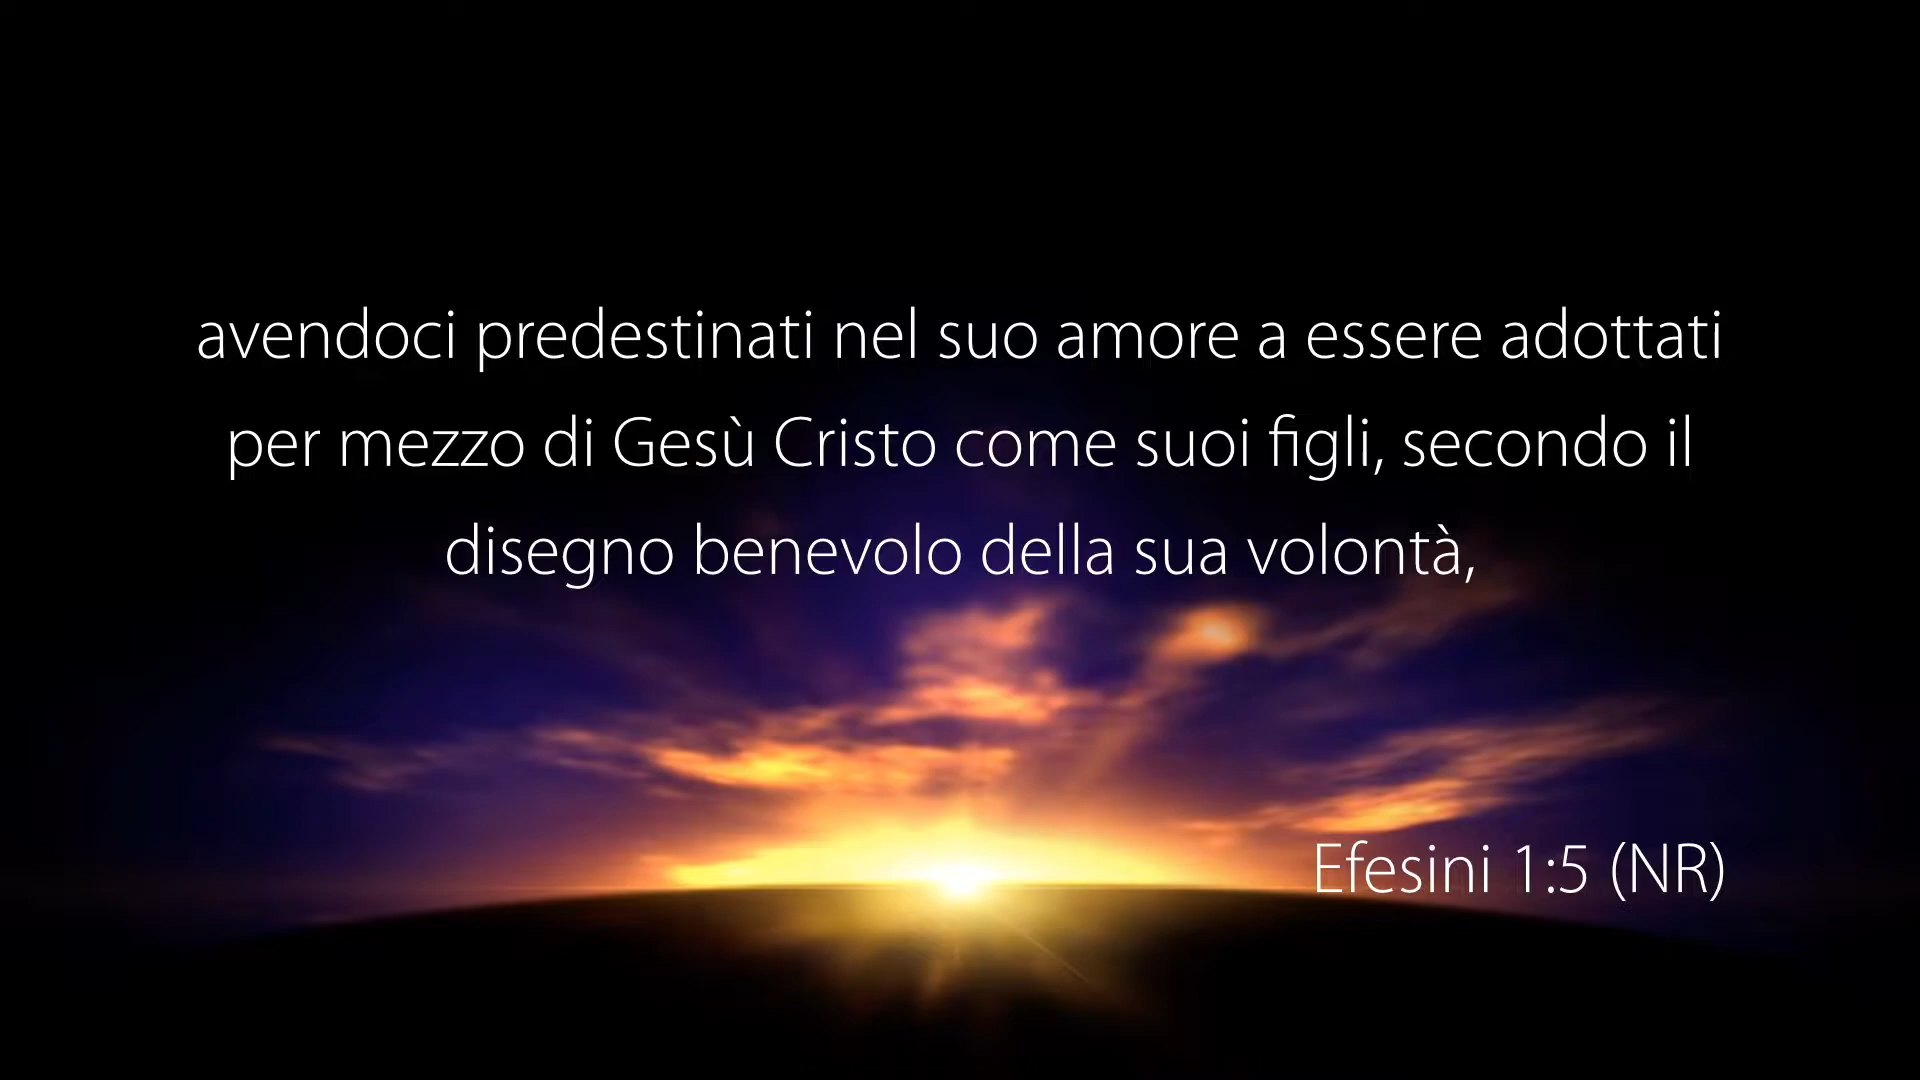 avendoci predestinati nel suo amore a essere adottati
per mezzo di Gesù Cristo come suoi figli, secondo il
disegno benevolo della sua volontà,
Efesini 1:5 (NR)